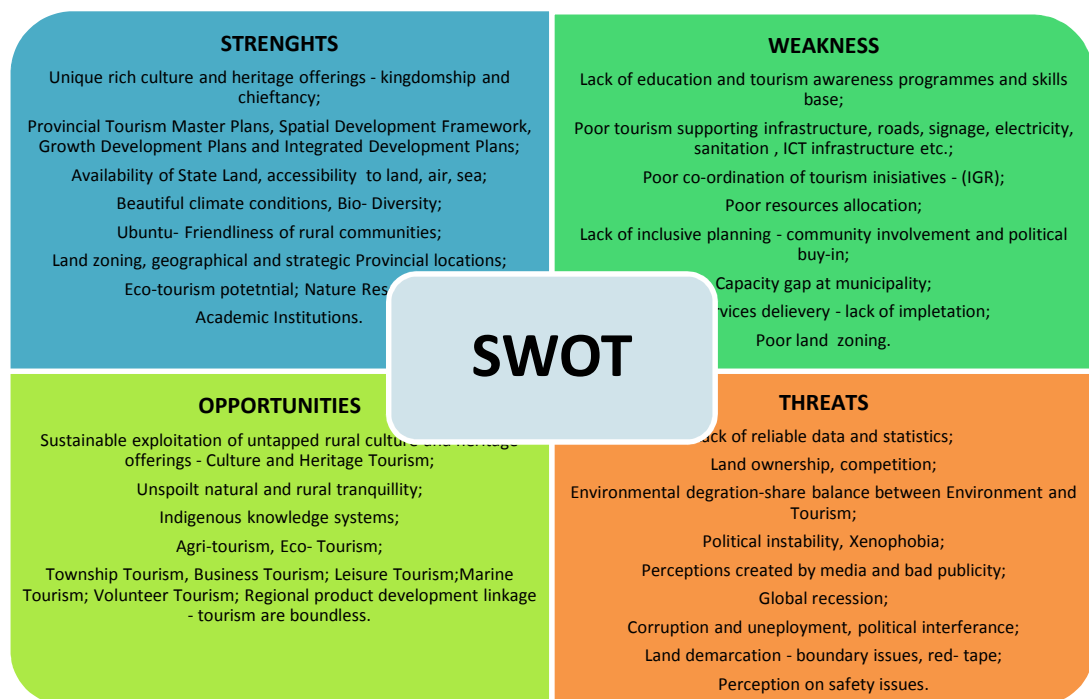 STRENGHTS
Unique rich culture and heritage offerings - kingdomship and
chieftancy;
Provincial Tourism Master Plans, Spatial Development Framework,
Growth Development Plans and Integrated Development Plans;
Availability of State Land, accessibility to land, air, sea;
Beautiful climate conditions, Bio- Diversity;
Ubuntu- Friendliness of rural communities;
Land zoning, geographical and strategic Provincial locations;
Eco-tourism potetntial; Nature Res
Academic Institutions.
WEAKNESS
Lack of education and tourism awareness programmes and skills
base;
Poor tourism supporting infrastructure, roads, signage, electricity,
sanitation , ICT infrastructure etc.;
Poor co-ordination of tourism inisiatives - (IGR);
Poor resources allocation;
Lack of inclusive planning - community involvement and political
buy-in;
Capacity gap at municipality;
rvices delievery - lack of impletation;
Poor land zoning.
SWOT
OPPORTUNITIES
Sustainable exploitation of untapped rural culture and heritage
offerings - Culture and Heritage Tourism;
Unspoilt natural and rural tranquillity;
Indigenous knowledge systems;
Agri-tourism, Eco- Tourism;
Township Tourism, Business Tourism; Leisure Tourism;Marine
Tourism; Volunteer Tourism; Regional product development linkage
- tourism are boundless.
THREATS
ack of reliable data and statistics;
Land ownership, competition;
Environmental degration-share balance between Environment and
Tourism;
Political instability, Xenophobia;
Perceptions created by media and bad publicity;
Global recession;
Corruption and uneployment, political interferance;
Land demarcation - boundary issues, red- tape;
Perception on safety issues.